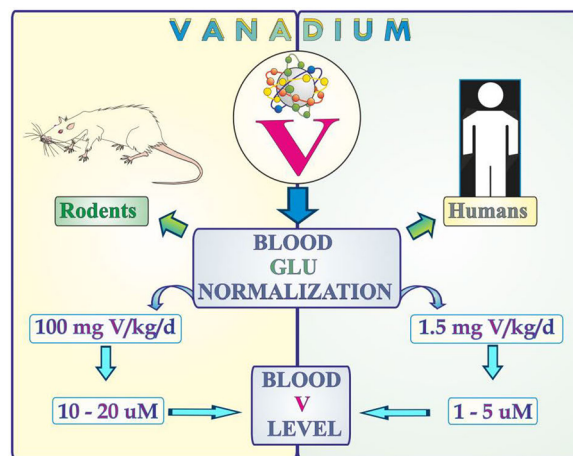 VANADIUM
V
Rodents
Humans
BLOOD
GLU
NORMALIZATION
100 mg V/kg/d
1.5 mg V/kg/d
10 - 20 uM
BLOOD
V
LEVEL
1 - 5 uM